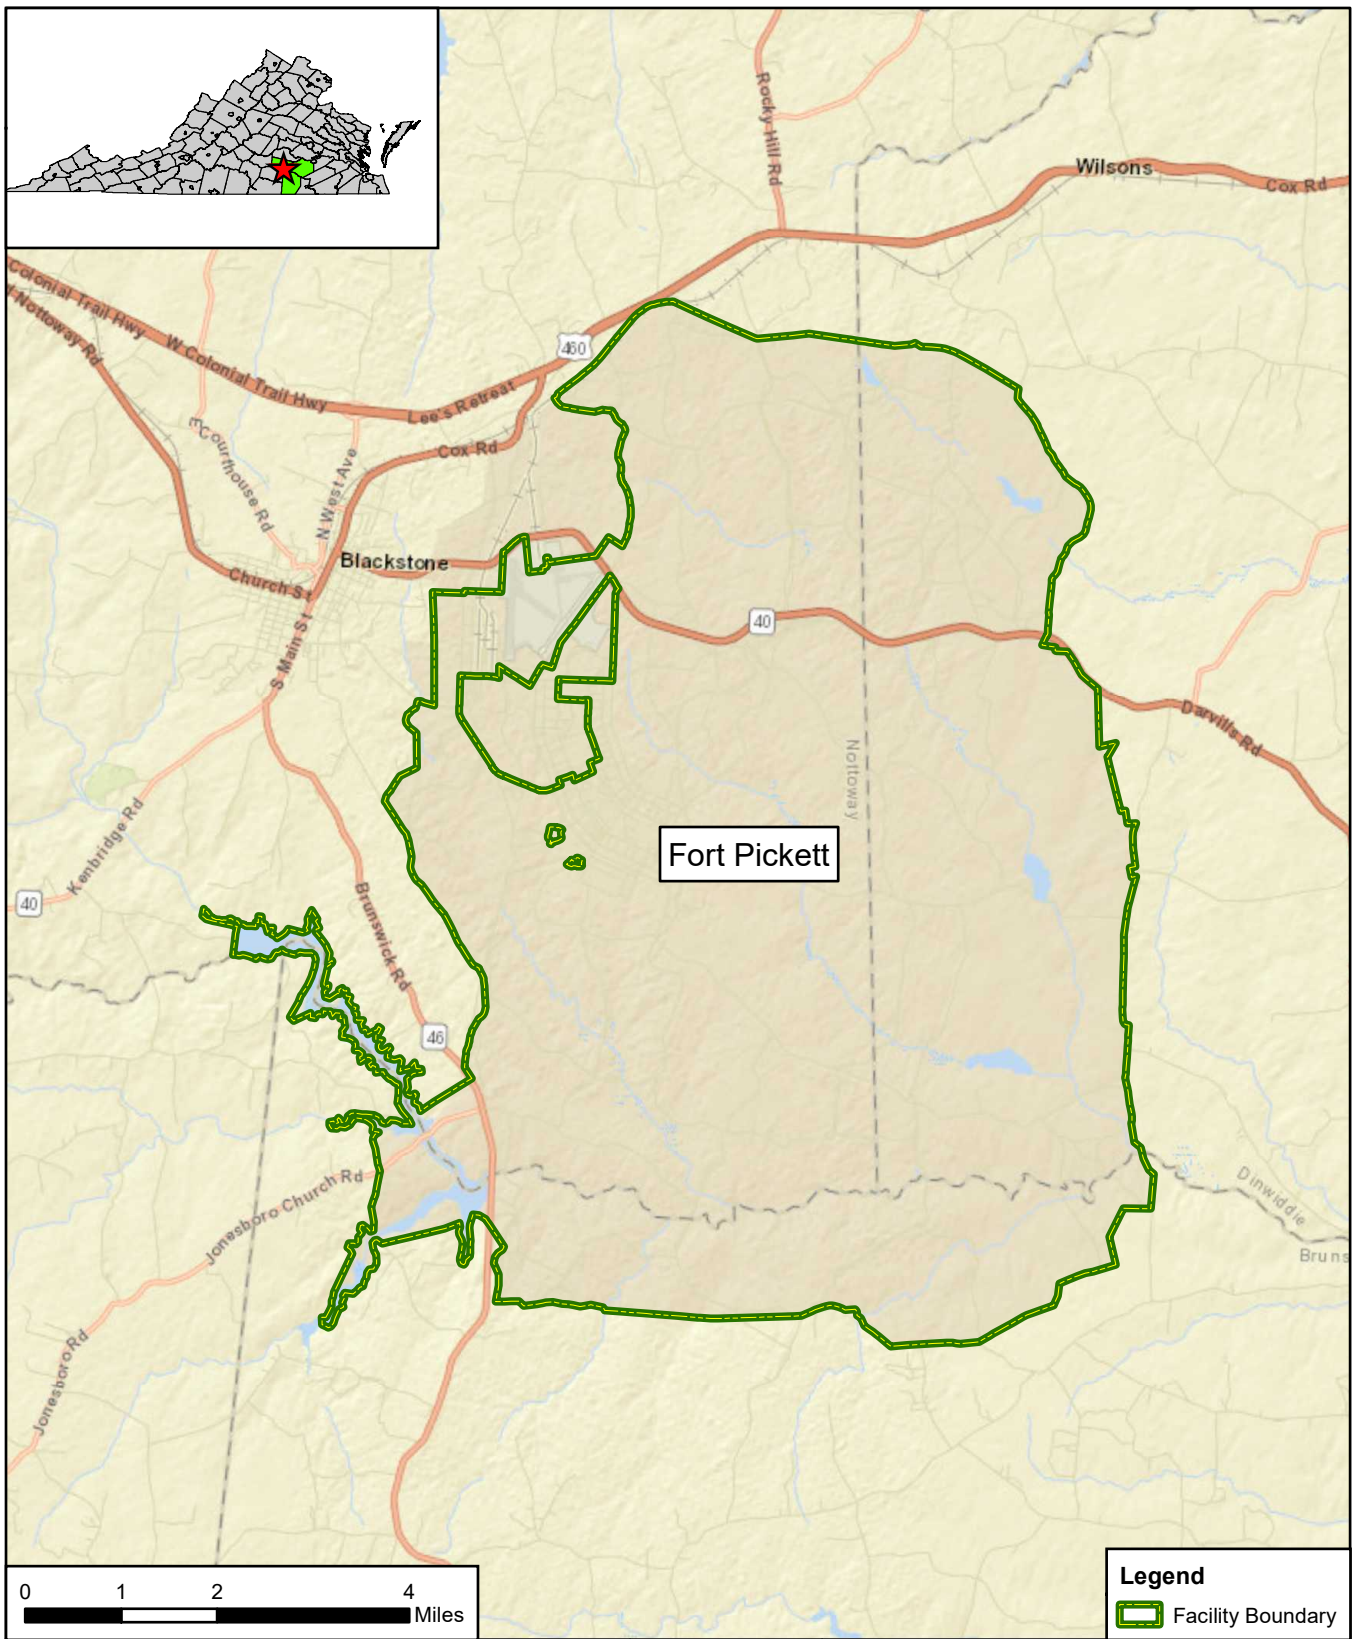 Rocky Hill Rd
Wilsons
Cox Rd
Colonial Trail Hwy
d Nottoway Rd
W Colonial Trail Hwy
460
Lee's Retreat
Cox Rd
E Courthouse Rd
N West Ave
Blackstone
Church St
40
S Main St
Darvills Rd
Nottoway
Kenbridge Rd
Fort Pickett
40
Brunswick Rd
46
Jonesboro Church Rd
Dinwiddie
Bruns
Jonesboro Rd
0 1 2 4
Miles
Legend
Facility Boundary